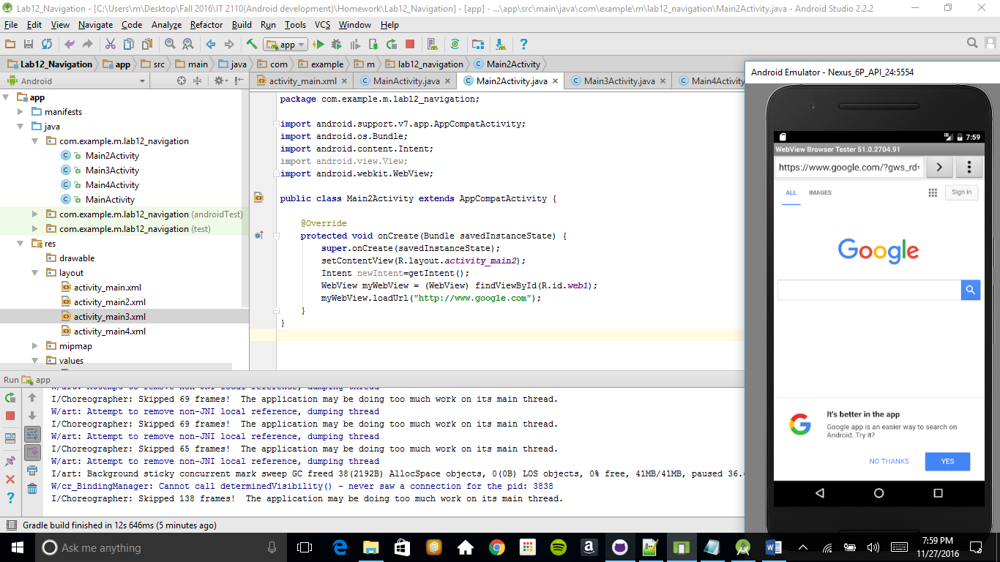 Lab12_Navigation - [C:\Users\m\Desktop\Fall 2016\IT 2110(Android development)\Homework\Lab12_Navigation] - [app] - ...\app\src\main\java\com\example\m\lab12_navigation\Main2Activity.java - Android Studio 2.2.2
File Edit View Navigate Code Analyze Refactor Build Run Tools VCS Window Help
app
Lab12_Navigation app src main java com example m lab12_navigation Main2Activity
Android
activity_main.xml MainActivity.java Main2Activity.java Main3Activity.java Main4Activity
app
manifests
java
com.example.m.lab12_navigation
Main2Activity
Main3Activity
Main4Activity
MainActivity
com.example.m.lab12_navigation (androidTest)
com.example.m.lab12_navigation (test)
res
drawable
layout
activity_main.xml
activity_main2.xml
activity_main3.xml
activity_main4.xml
mipmap
values
package com.example.m.lab12_navigation;
import android.support.v7.app.AppCompatActivity;
import android.os.Bundle;
import android.content.Intent;
import android.view.View;
import android.webkit.WebView;
public class Main2Activity extends AppCompatActivity {
@Override
protected void onCreate(Bundle savedInstanceState) {
super.onCreate(savedInstanceState);
setContentView(R.layout.activity_main2);
Intent newIntent=getIntent();
WebView myWebView = (WebView) findViewById(R.id.web1);
myWebView.loadUrl("http://www.google.com");
}
}
Android Emulator - Nexus_6P_API_24:5554
7:59
WebView Browser Tester 51.0.2704.91
https://www.google.com/?gws_rd=
ALL IMAGES Sign in
Google
It's better in the app
Google app is an easier way to search on
Android. Try it?
NO THANKS YES
Run app
W/art: Attempt to remove non-JNI local reference, dumping thread
I/Choreographer: Skipped 69 frames! The application may be doing too much work on its main thread.
W/art: Attempt to remove non-JNI local reference, dumping thread
I/Choreographer: Skipped 69 frames! The application may be doing too much work on its main thread.
W/art: Attempt to remove non-JNI local reference, dumping thread
I/Choreographer: Skipped 65 frames! The application may be doing too much work on its main thread.
W/art: Attempt to remove non-JNI local reference, dumping thread
I/art: Background sticky concurrent mark sweep GC freed 38(2192B) AllocSpace objects, 0(0B) LOS objects, 0% free, 41MB/41MB, paused 36.
W/cr_BindingManager: Cannot call determinedVisibility() - never saw a connection for the pid: 3838
I/Choreographer: Skipped 138 frames! The application may be doing too much work on its main thread.
Gradle build finished in 12s 646ms (5 minutes ago)
Ask me anything
7:59 PM
11/27/2016